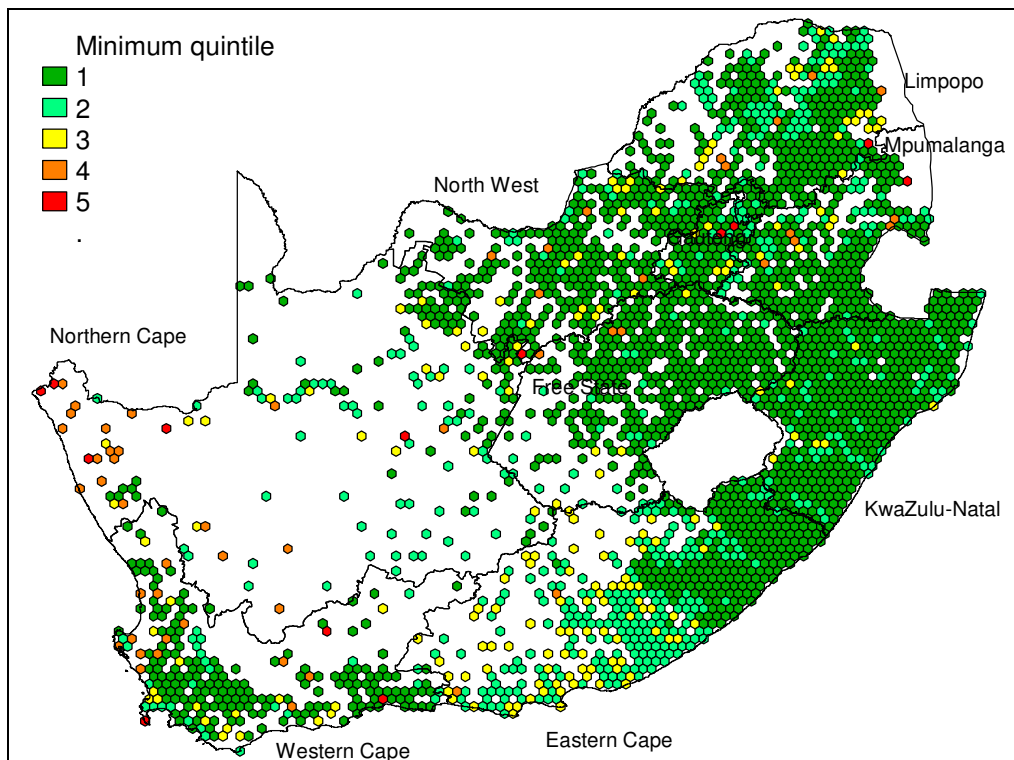 Minimum quintile
1
2
3
4
5
.
Limpopo
Mpumalanga
North West
Gauteng
Northern Cape
Free State
KwaZulu-Natal
Eastern Cape
Western Cape